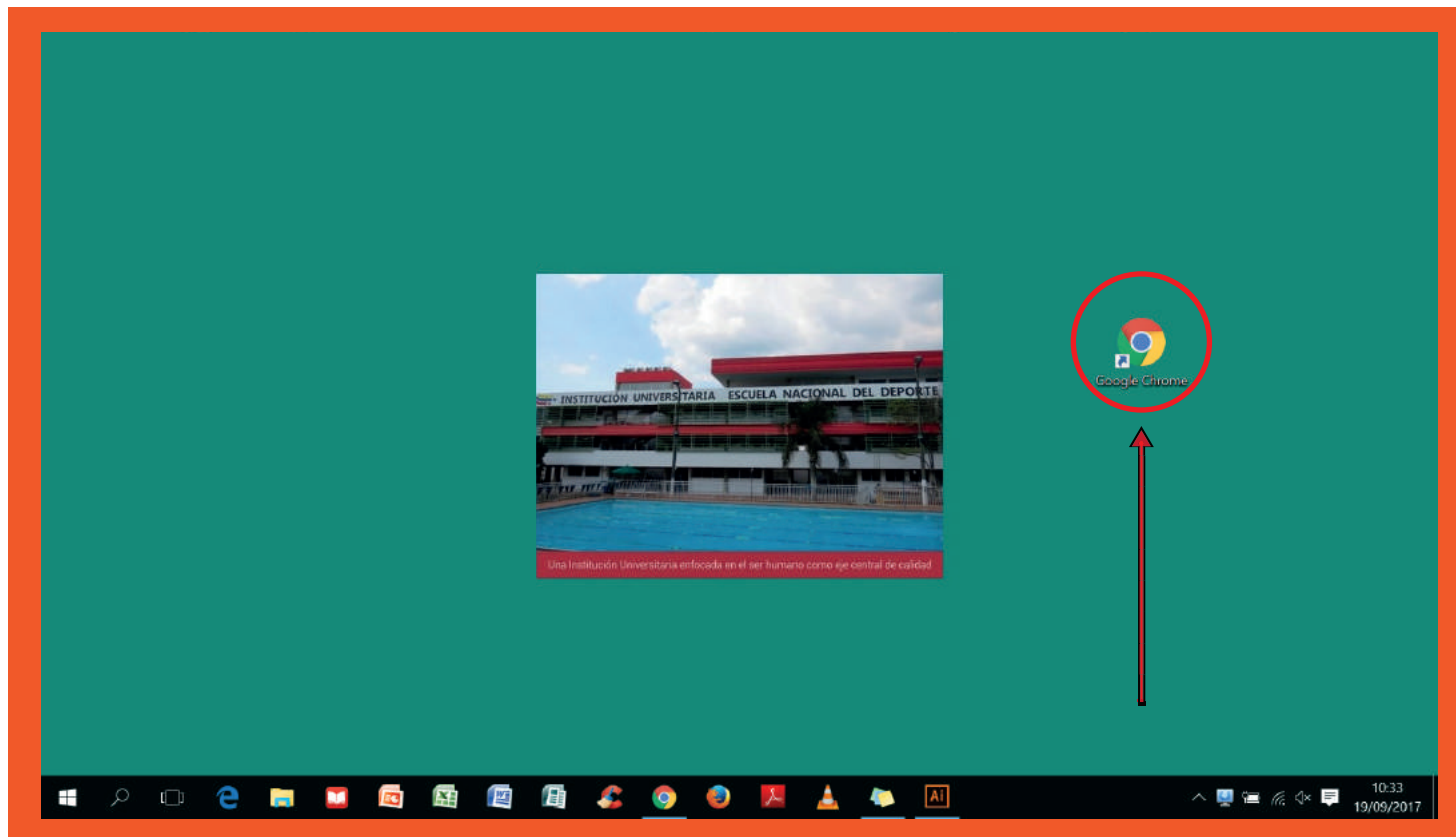 INSTITUCIÓN UNIVERSITARIA ESCUELA NACIONAL DEL DEPORTE
Google Chrome
Una Institución Universitaria enfocada en el ser humano como eje central de calidad
Ai
10:33
19/09/2017